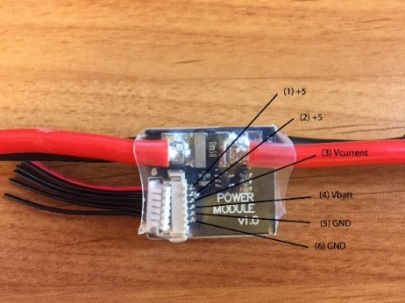 (1) +5
(2) +5
(3) Vcurrent
(4) Vbatt
(5) GND
(6) GND
POWER
MODULE
v1.0